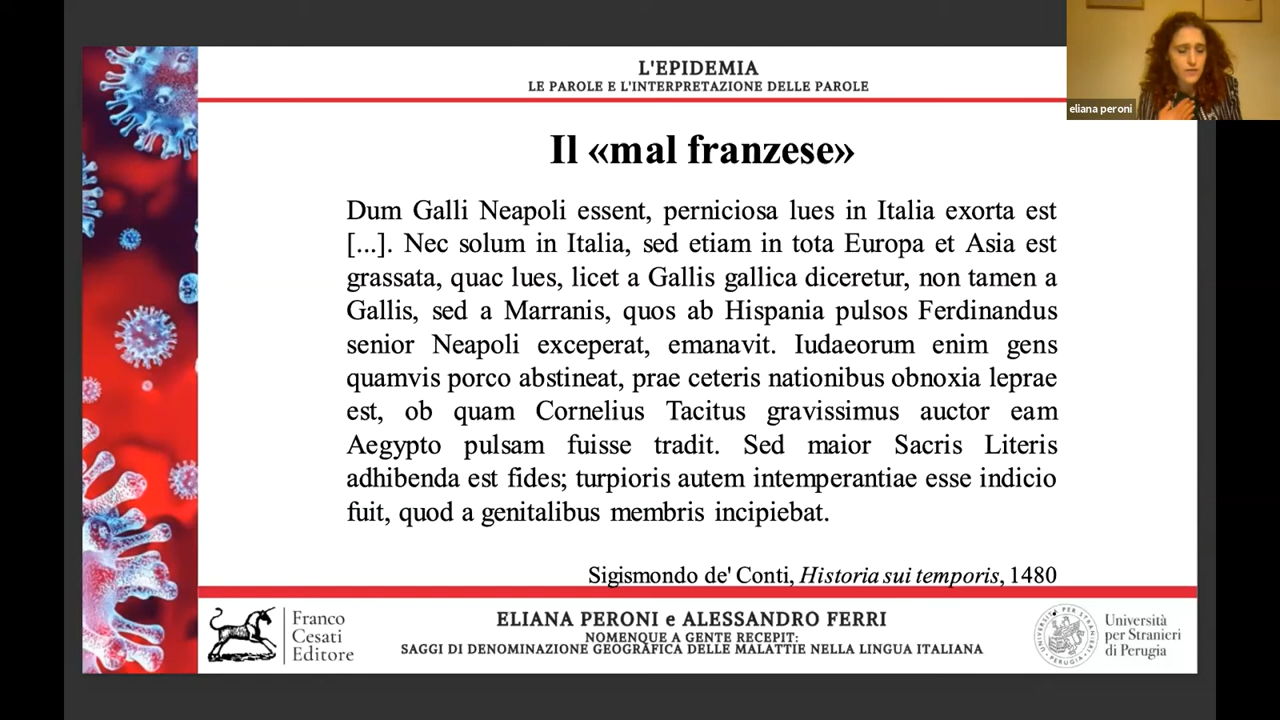 L'EPIDEMIA
LE PAROLE E L'INTERPRETAZIONE DELLE PAROLE
eliana peroni
Il «mal franzese»
Dum Galli Neapoli essent, perniciosa lues in Italia exorta est
[...]. Nec solum in Italia, sed etiam in tota Europa et Asia est
grassata, quac lues, licet a Gallis gallica diceretur, non tamen a
Gallis, sed a Marranis, quos ab Hispania pulsos Ferdinandus
senior Neapoli exceperat, emanavit. Iudaeorum enim gens
quamvis porco abstineat, prae ceteris nationibus obnoxia leprae
est, ob quam Cornelius Tacitus gravissimus auctor eam
Aegypto pulsam fuisse tradit. Sed maior Sacris Literis
adhibenda est fides; turpioris autem intemperantiae esse indicio
fuit, quod a genitalibus membris incipiebat.
Sigismondo de' Conti, Historia sui temporis, 1480
Franco
Cesati
Editore
ELIANA PERONI e ALESSANDRO FERRI
NOMENQUE A GENTE RECEPIT:
SAGGI DI DENOMINAZIONE GEOGRAFICA DELLE MALATTIE NELLA LINGUA ITALIANA
Università
per Stranieri
di Perugia